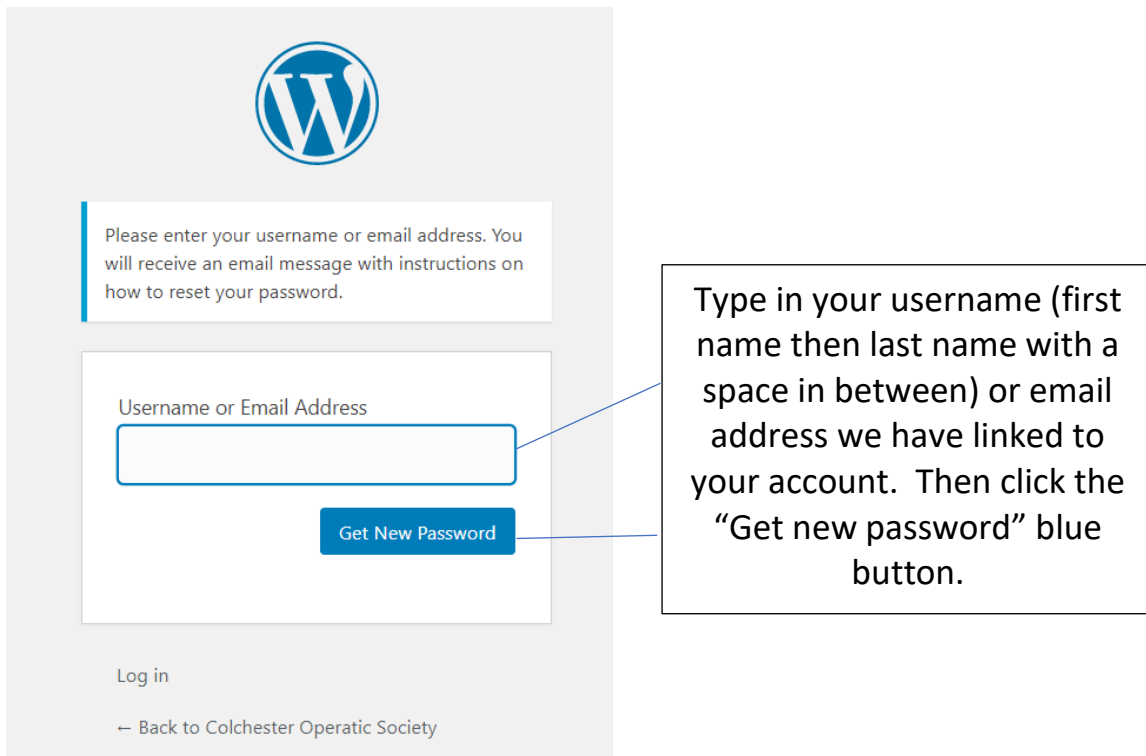 Please enter your username or email address. You
will receive an email message with instructions on
how to reset your password.
Username or Email Address
Get New Password
Log in
← Back to Colchester Operatic Society
Type in your username (first
name then last name with a
space in between) or email
address we have linked to
your account.  Then click the
“Get new password” blue
button.